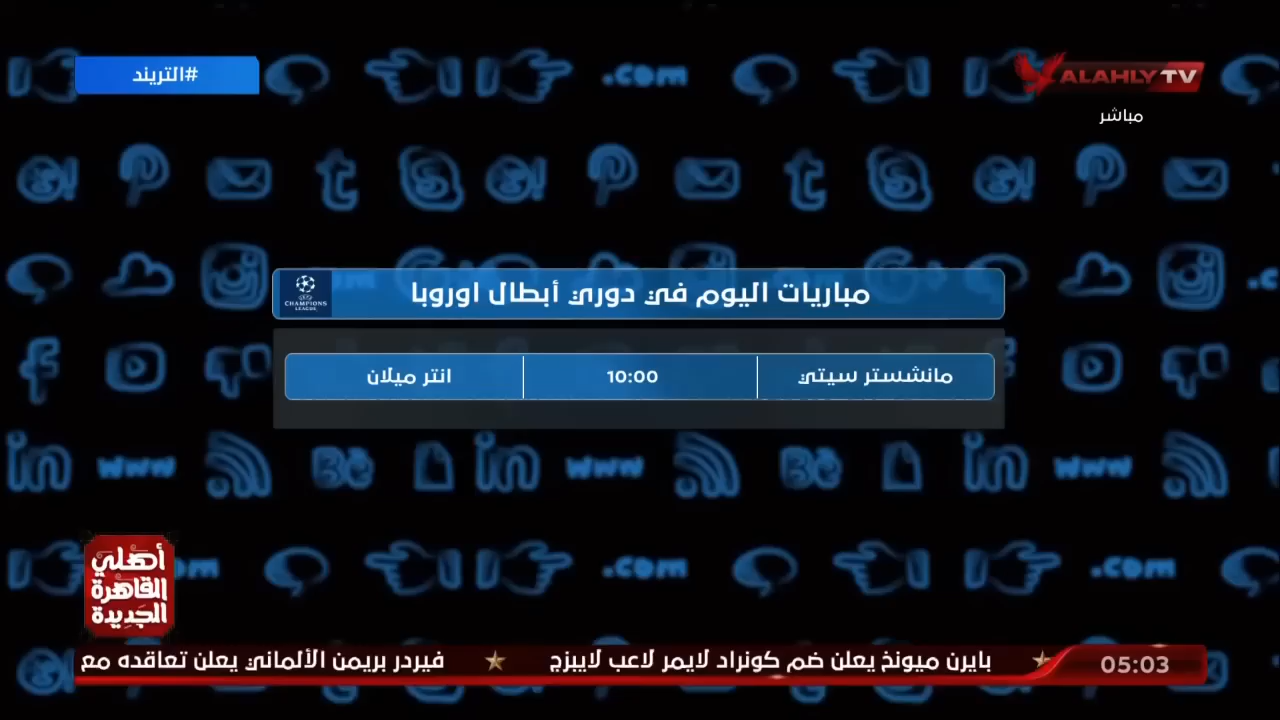 #التريند
ALAHLY TV
مباشر
مباريات اليوم في دوري أبطال اوروبا
CHAMPIONS
LEAGUE
مانشستر سيتي
10:00
انتر ميلان
أهلي
القاهرة
الجديدة
05:03
بايرن ميونخ يعلن ضم كونراد لايمر لاعب لايبزج
فيردر بريمن الألماني يعلن تعاقده مع